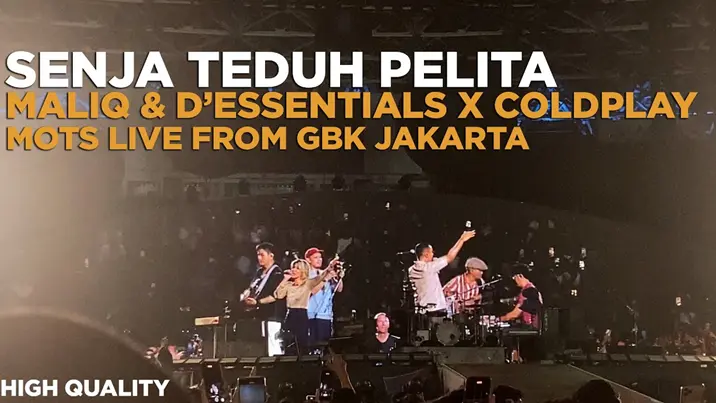 SENJA TEDUH PELITA
MALIQ & D'ESSENTIALS X COLDPLAY
MOTS LIVE FROM GBK JAKARTA
HIGH QUALITY